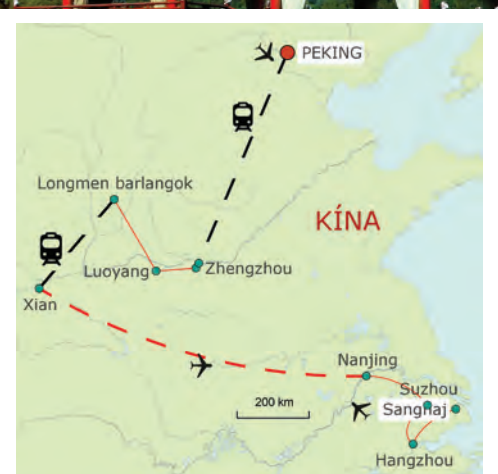 PEKING
Longmen barlangok
KÍNA
Luoyang
Zhengzhou
Xian
Nanjing
200 km
Suzhou
Sanghaj
Hangzhou